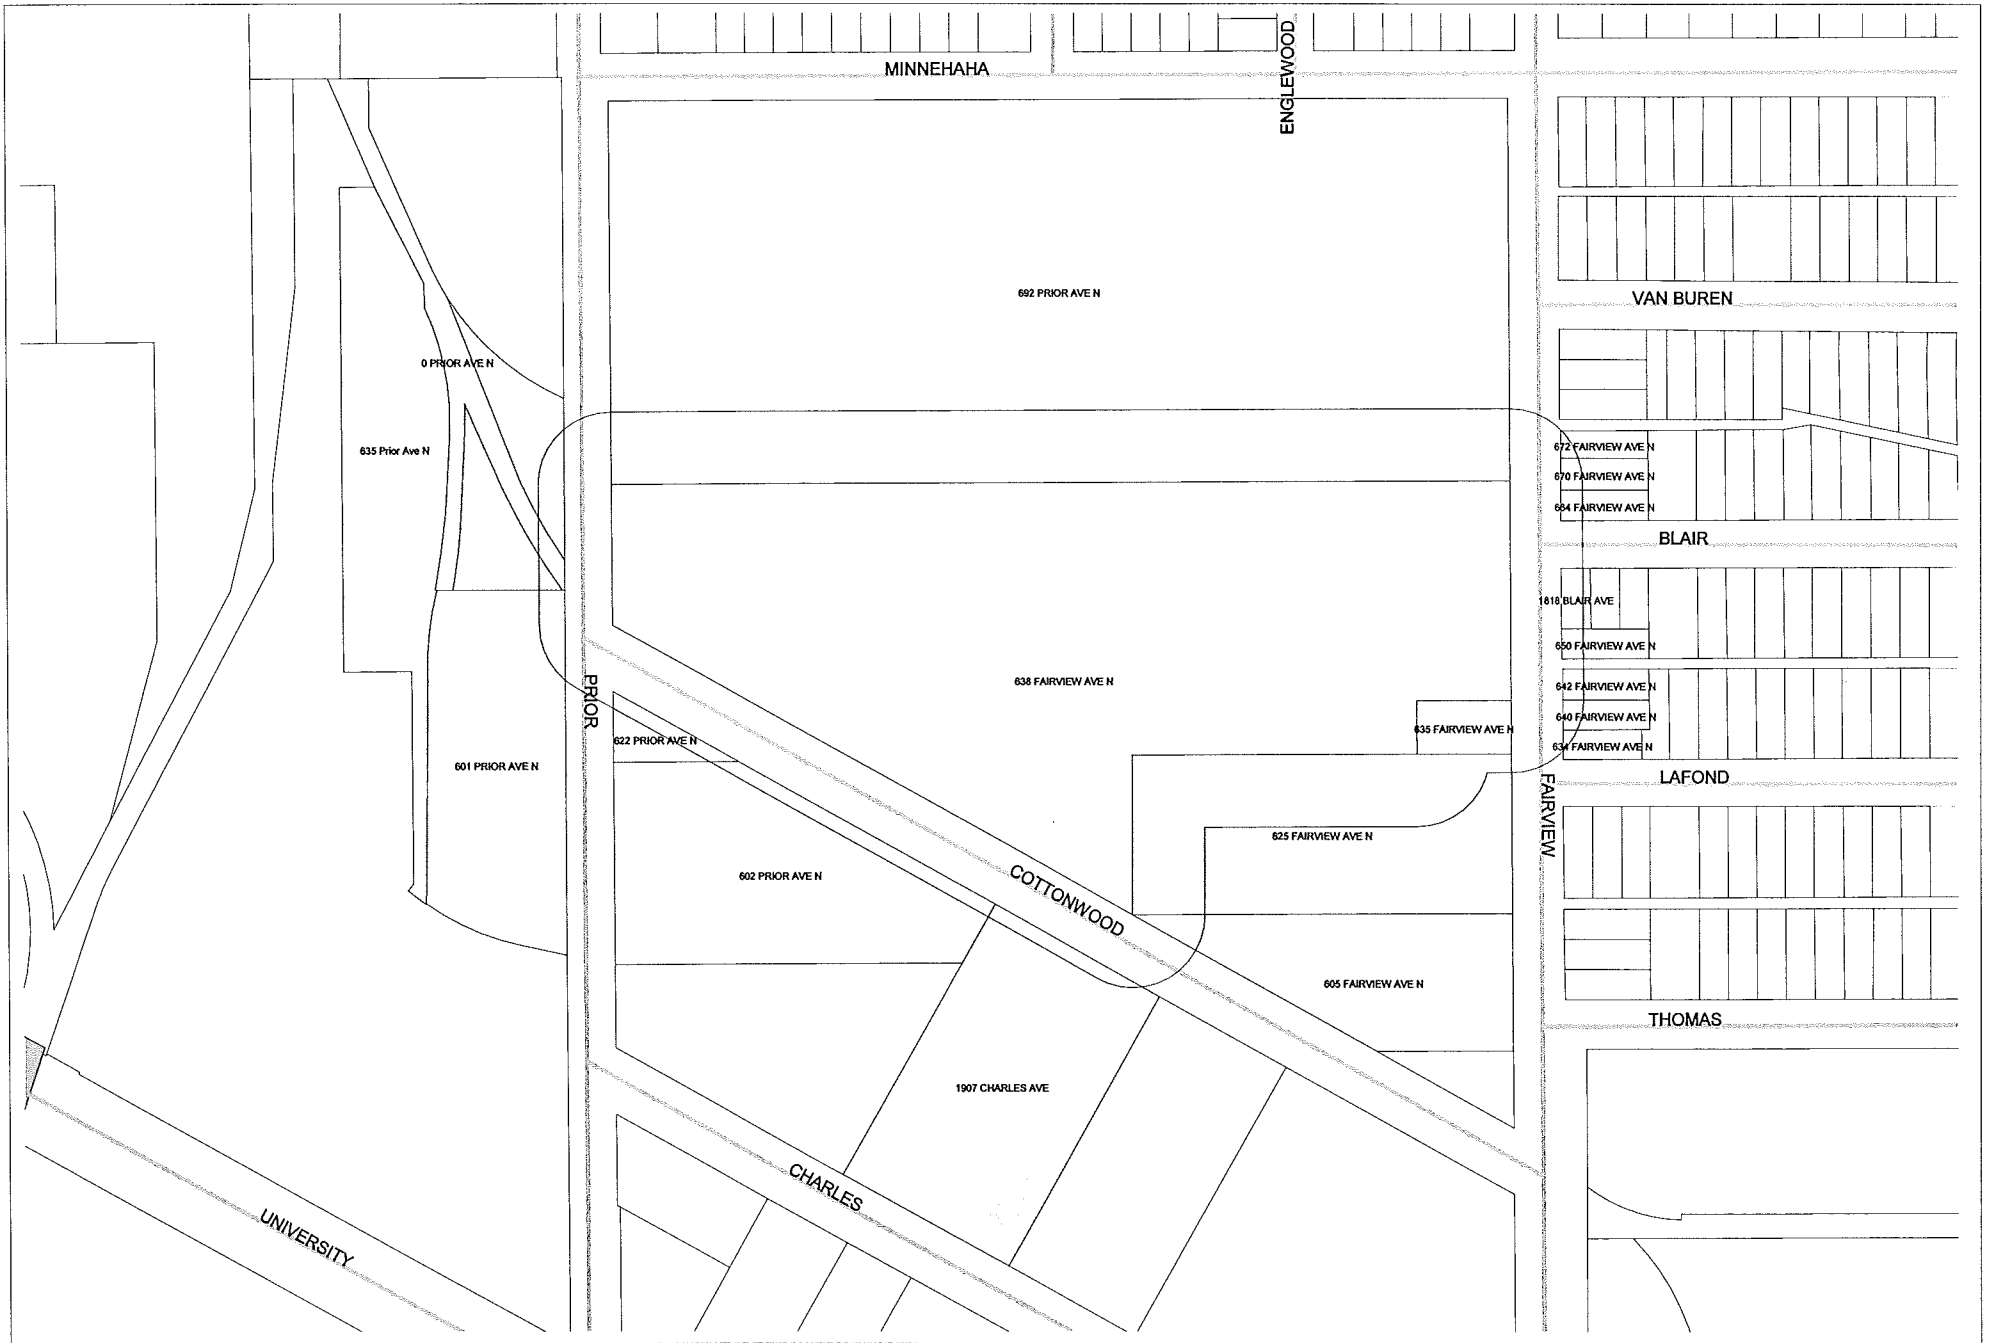 MINNEHAHA
ENGLEWOOD
692 PRIOR AVE N
VAN BUREN
0 PRIOR AVE N
635 Prior Ave N
672 FAIRVIEW AVE N
670 FAIRVIEW AVE N
664 FAIRVIEW AVE N
BLAIR
1818 BLAIR AVE
650 FAIRVIEW AVE N
638 FAIRVIEW AVE N
642 FAIRVIEW AVE N
PRIOR
640 FAIRVIEW AVE N
635 FAIRVIEW AVE N
622 PRIOR AVE N
634 FAIRVIEW AVE N
601 PRIOR AVE N
LAFOND
FAIRVIEW
625 FAIRVIEW AVE N
602 PRIOR AVE N
COTTONWOOD
605 FAIRVIEW AVE N
THOMAS
1907 CHARLES AVE
CHARLES
UNIVERSITY